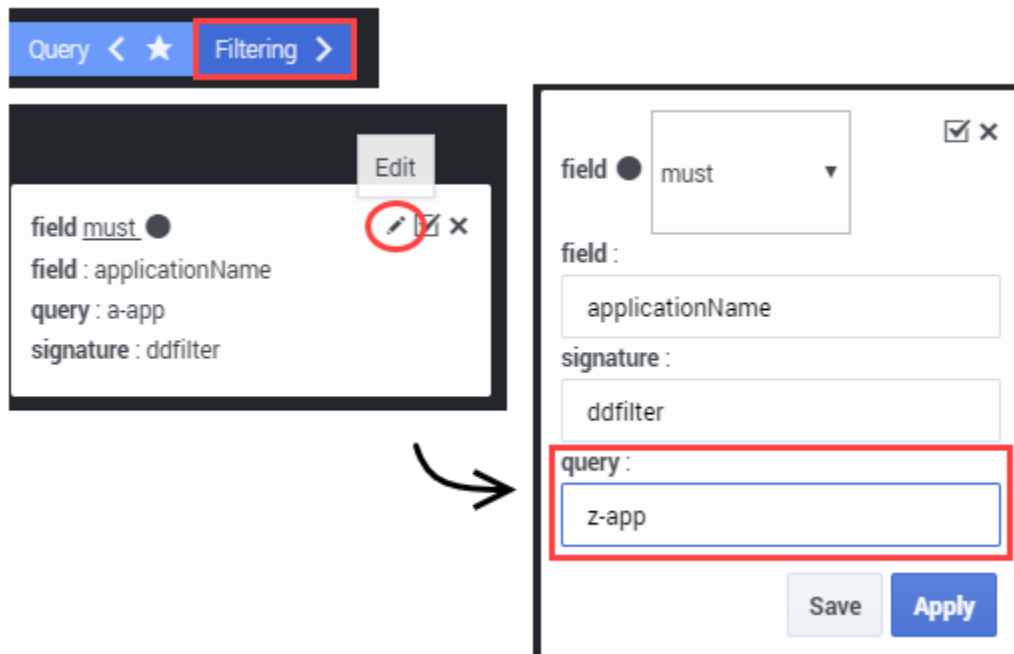 Query Filtering
Edit
field must
field : applicationName
query : a-app
signature : ddfilter
field must
field :
applicationName
signature :
ddfilter
query :
z-app
Save Apply